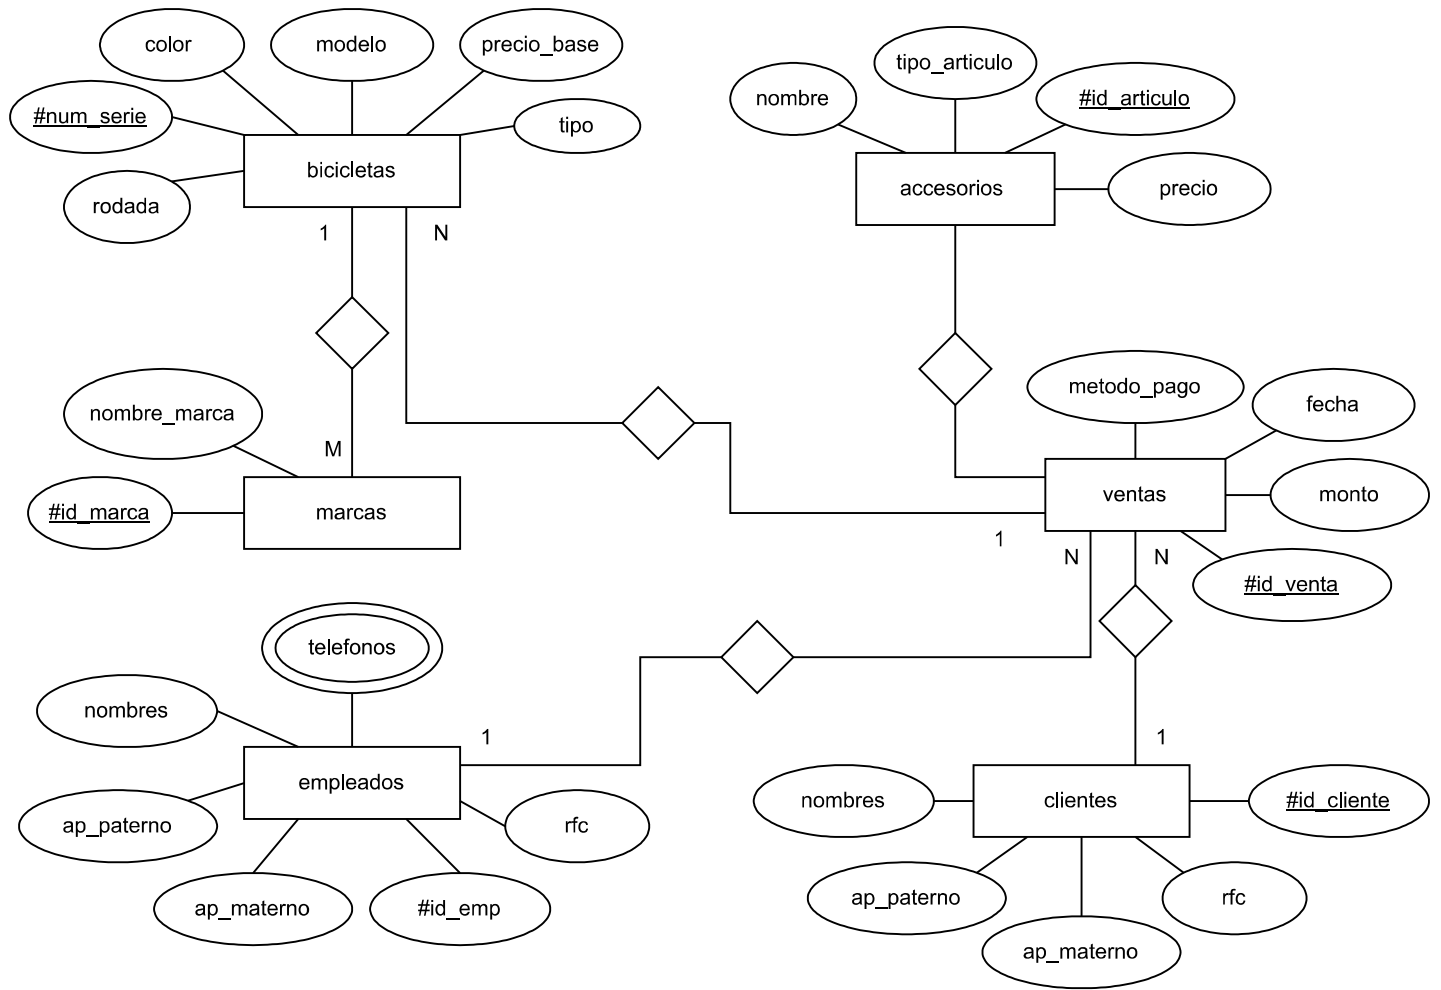 color
modelo
precio_base
#num_serie
tipo
bicicletas
rodada
tipo_articulo
nombre
#id_articulo
accesorios
precio
1
N
nombre_marca
M
#id_marca
marcas
metodo_pago
fecha
ventas
monto
1
N
N
#id_venta
telefonos
nombres
1
empleados
ap_paterno
rfc
ap_materno
#id_emp
1
nombres
clientes
#id_cliente
ap_paterno
rfc
ap_materno